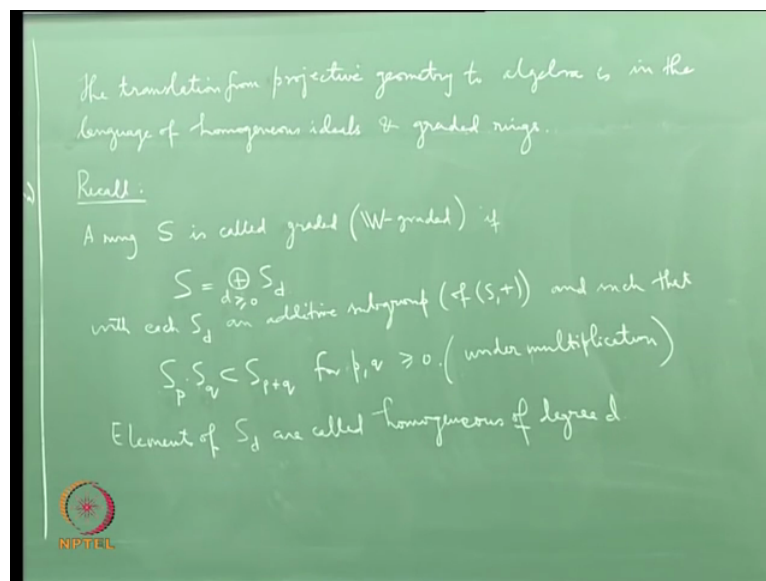 The translation from projective geometry to algebra is in the
language of homogeneous ideals & graded rings.
Recall:
A ring S is called graded (W-graded) if
S = ⊕_{d≥0} S_d
with each S_d an additive subgroup (of (S,+)) and such that
S_p·S_q ⊂ S_{p+q} for p, q ≥ 0. (under multiplication)
Element of S_d are called homogeneous of degree d
NPTEL